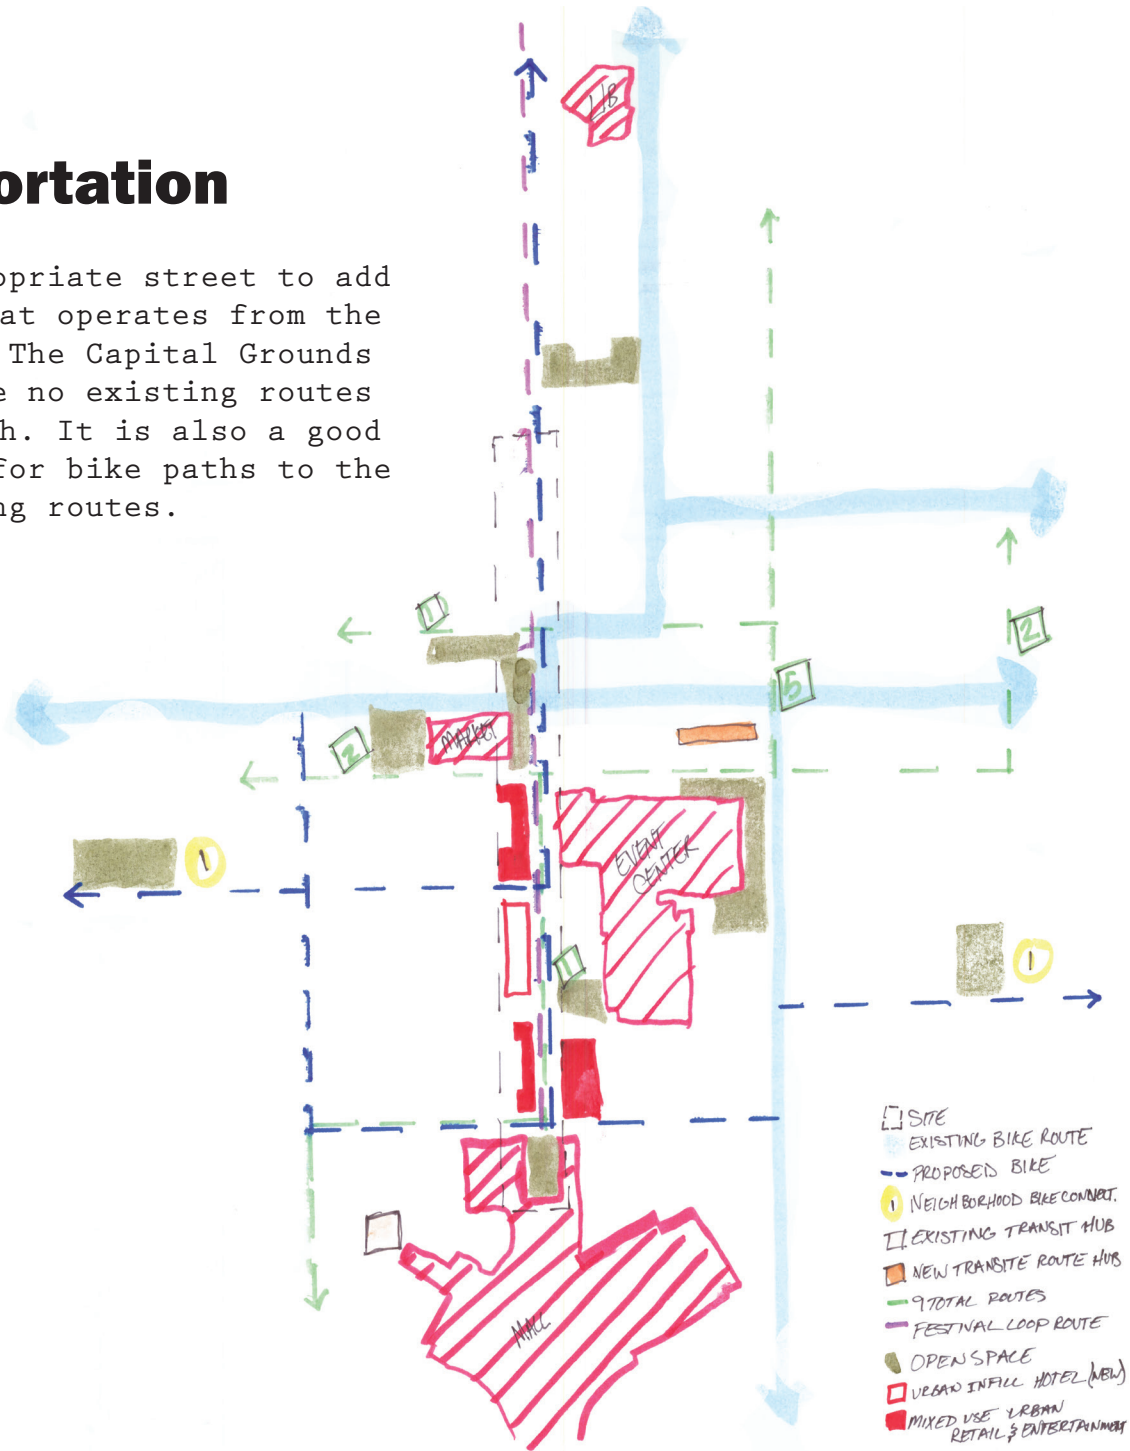 ortation
opriate street to add
at operates from the
The Capital Grounds
e no existing routes
h. It is also a good
for bike paths to the
ng routes.
LIB
1
2
5
2
MARKET
EVENT
CENTER
1
1
1
MALL
SITE
EXISTING BIKE ROUTE
PROPOSED BIKE
1 NEIGHBORHOOD BIKE CONNECT.
EXISTING TRANSIT HUB
NEW TRANSITE ROUTE HUB
9 TOTAL ROUTES
FESTIVAL LOOP ROUTE
OPEN SPACE
URBAN INFILL HOTEL (NEW)
MIXED USE URBAN
RETAIL & ENTERTAINMENT